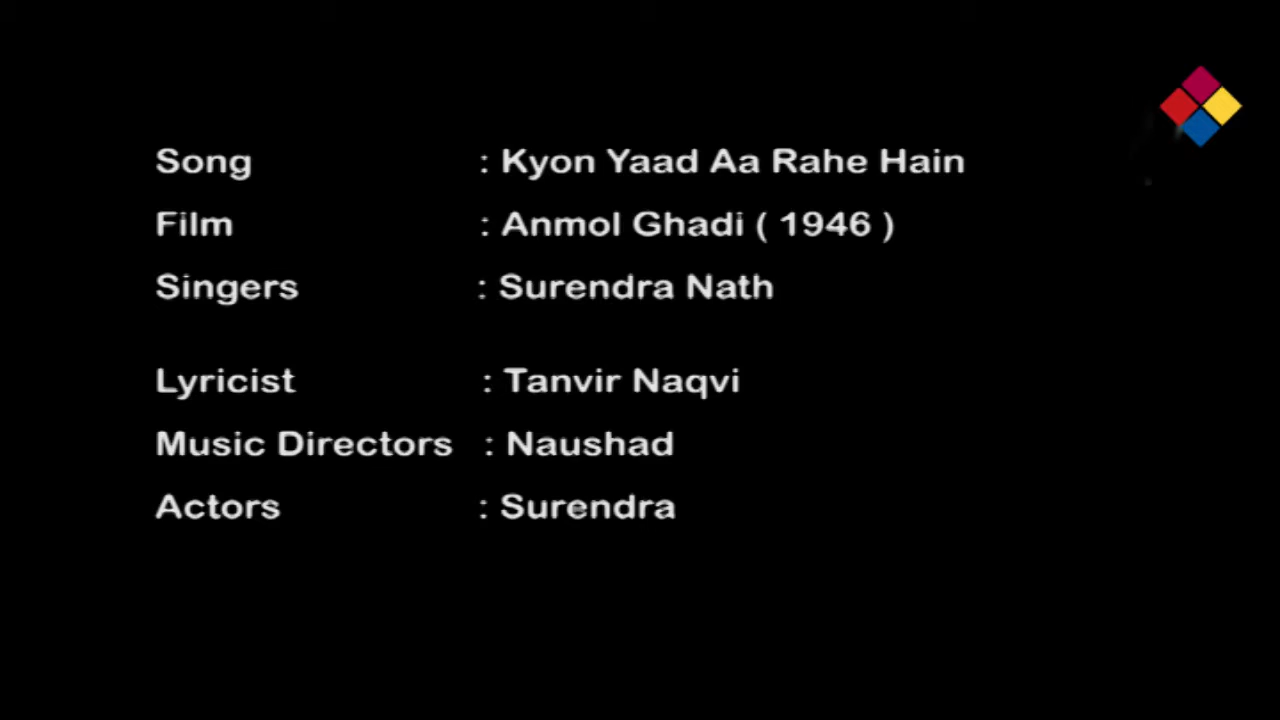 Song : Kyon Yaad Aa Rahe Hain
Film : Anmol Ghadi ( 1946 )
Singers : Surendra Nath
Lyricist : Tanvir Naqvi
Music Directors : Naushad
Actors : Surendra